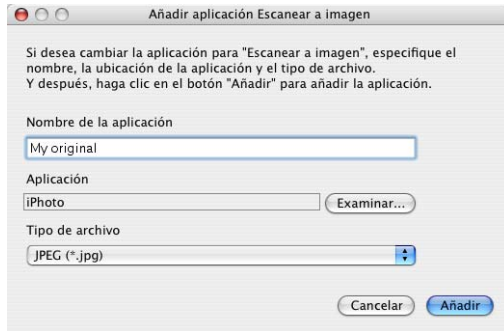 Añadir aplicación Escanear a imagen
Si desea cambiar la aplicación para "Escanear a imagen", especifique el
nombre, la ubicación de la aplicación y el tipo de archivo.
Y después, haga clic en el botón "Añadir" para añadir la aplicación.
Nombre de la aplicación
My original
Aplicación
iPhoto
Examinar...
Tipo de archivo
JPEG (*.jpg)
Cancelar
Añadir